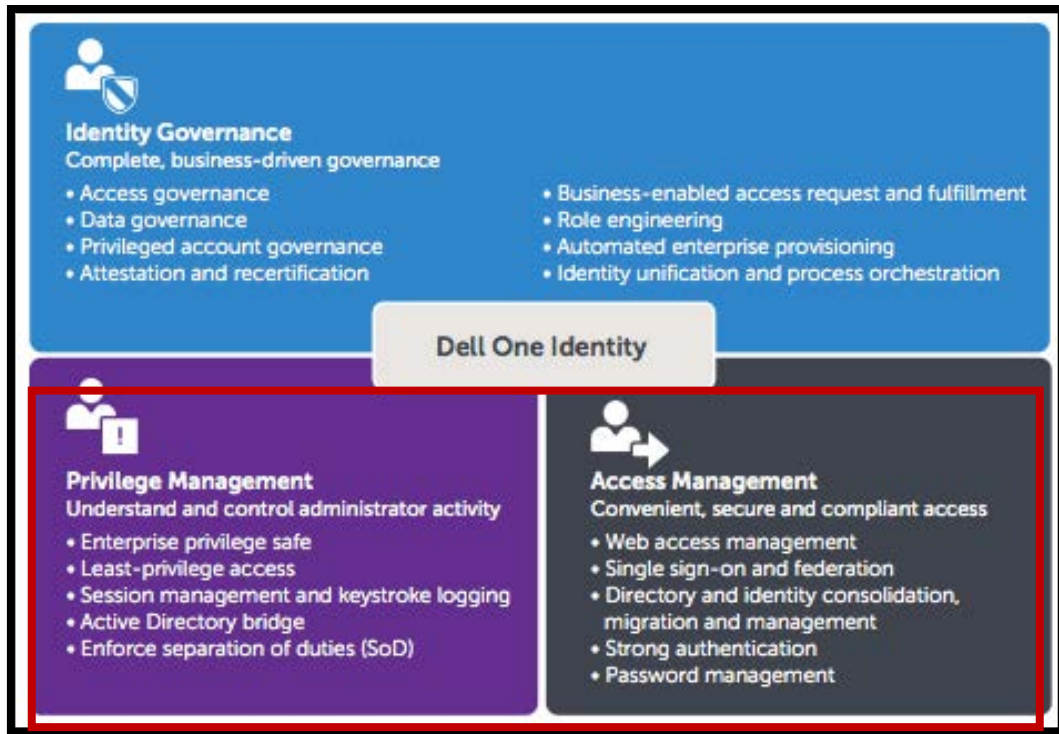 Identity Governance
Complete, business-driven governance
• Access governance
• Data governance
• Privileged account governance
• Attestation and recertification
• Business-enabled access request and fulfillment
• Role engineering
• Automated enterprise provisioning
• Identity unification and process orchestration
Dell One Identity
!
Privilege Management
Understand and control administrator activity
• Enterprise privilege safe
• Least-privilege access
• Session management and keystroke logging
• Active Directory bridge
• Enforce separation of duties (SoD)
Access Management
Convenient, secure and compliant access
• Web access management
• Single sign-on and federation
• Directory and identity consolidation,
migration and management
• Strong authentication
• Password management